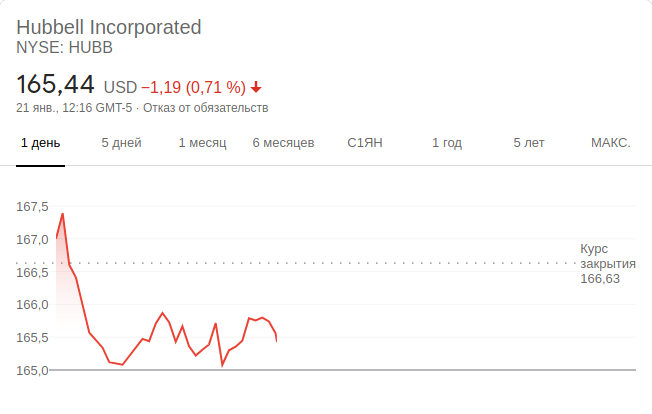 Hubbell Incorporated
NYSE: HUBB
165,44 USD −1,19 (0,71 %)
21 янв., 12:16 GMT-5 · Отказ от обязательств
1 день 5 дней 1 месяц 6 месяцев С1ЯН 1 год 5 лет МАКС.
167,5
167,0
166,5
166,0
165,5
165,0
Курс
закрытия
166,63